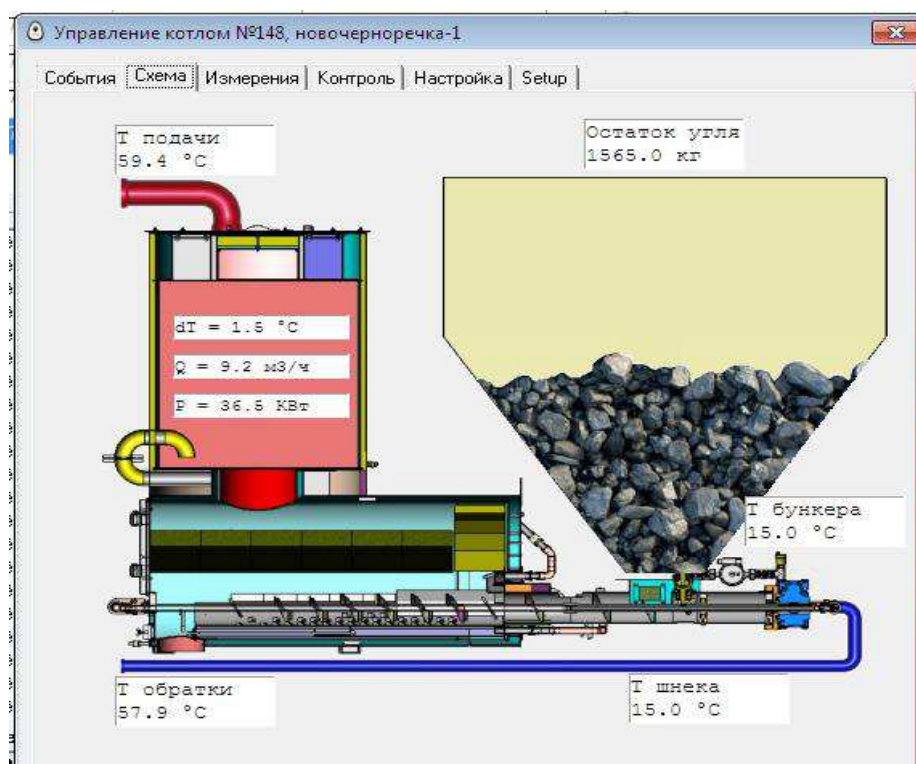 Управление котлом №148, новочерноречка-1
События Схема Измерения Контроль Настройка Setup
Т подачи
59.4 °C
Остаток угля
1565.0 кг
dT = 1.5 °C
Q = 9.2 м3/ч
P = 36.5 КВт
Т бункера
15.0 °C
Т обратки
57.9 °C
Т шнека
15.0 °C